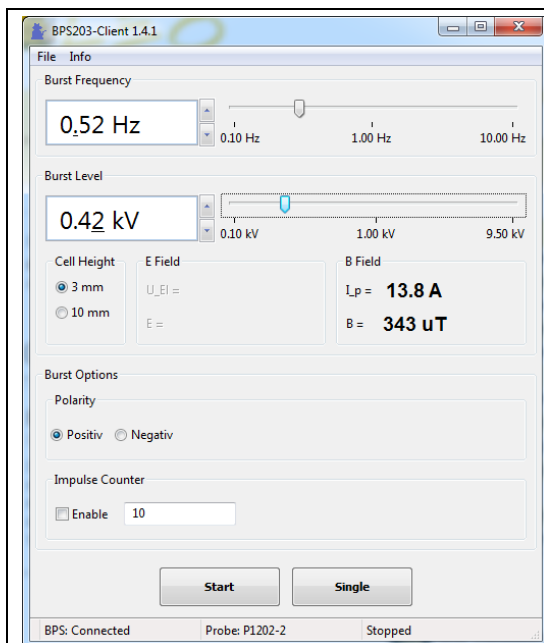 BPS203-Client 1.4.1
File Info
Burst Frequency
0.52 Hz
0.10 Hz 1.00 Hz 10.00 Hz
Burst Level
0.42 kV
0.10 kV 1.00 kV 9.50 kV
Cell Height E Field B Field
3 mm U_El = I_p = 13.8 A
10 mm E = B = 343 uT
Burst Options
Polarity
Positiv Negativ
Impulse Counter
Enable 10
Start Single
BPS: Connected Probe: P1202-2 Stopped